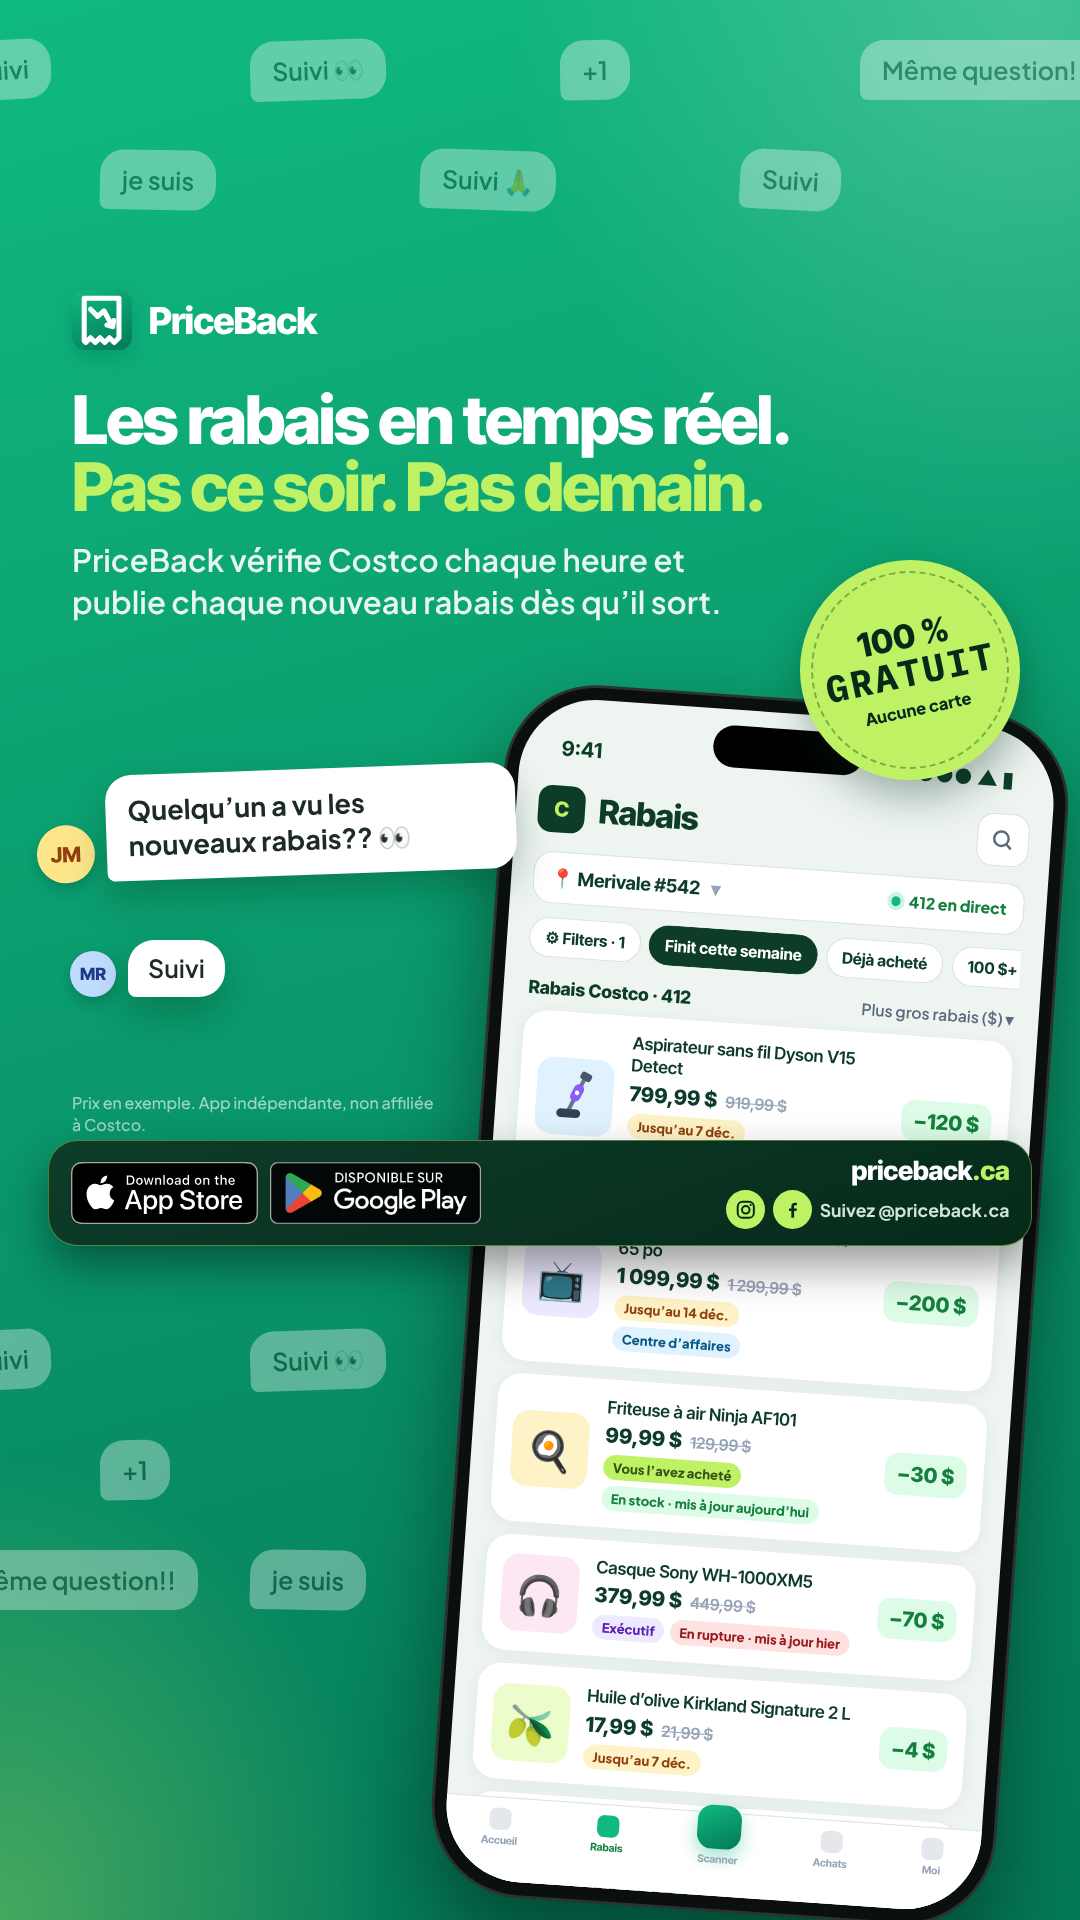 ivi
Suivi 👀
+1
Même question!
je suis
Suivi 🙏
Suivi
PriceBack
Les rabais en temps réel.
Pas ce soir. Pas demain.
PriceBack vérifie Costco chaque heure et
publie chaque nouveau rabais dès qu’il sort.
100 %
GRATUIT
Aucune carte
9:41
C
Rabais
Quelqu’un a vu les
nouveaux rabais?? 👀
JM
📍 Merivale #542 ▼
412 en direct
⚙ Filters · 1
Finit cette semaine
Déjà acheté
100 $+
MR
Suivi
Rabais Costco · 412
Plus gros rabais ($) ▾
Aspirateur sans fil Dyson V15
Detect
799,99 $ 919,99 $
−120 $
Jusqu’au 7 déc.
Prix en exemple. App indépendante, non affiliée
à Costco.
Download on the
App Store
DISPONIBLE SUR
Google Play
priceback.ca
Suivez @priceback.ca
65 po
1 099,99 $ 1 299,99 $
−200 $
Jusqu’au 14 déc.
Centre d’affaires
ivi
Suivi 👀
Friteuse à air Ninja AF101
99,99 $ 129,99 $
−30 $
Vous l’avez acheté
En stock · mis à jour aujourd’hui
+1
ême question!!
je suis
Casque Sony WH-1000XM5
379,99 $ 449,99 $
−70 $
Exécutif
En rupture · mis à jour hier
Huile d’olive Kirkland Signature 2 L
17,99 $ 21,99 $
−4 $
Jusqu’au 7 déc.
Accueil
Rabais
Scanner
Achats
Moi